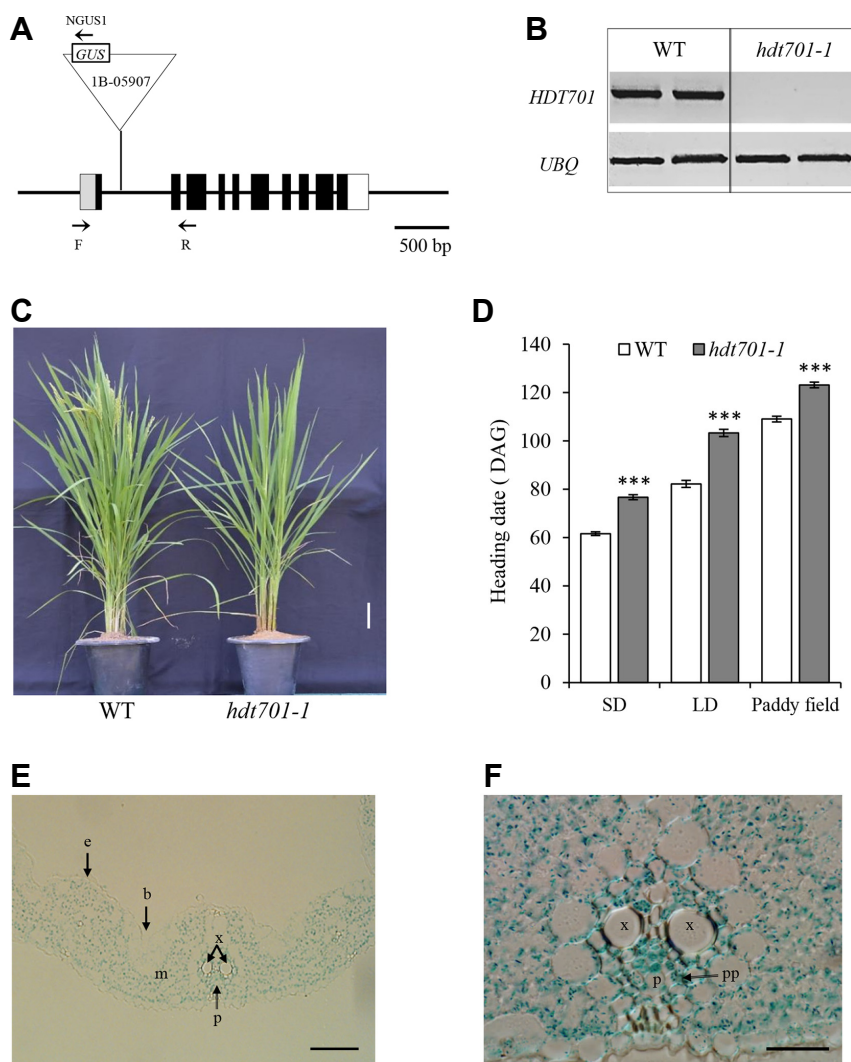 A
NGUS1
GUS
1B-05907
F
R
500 bp
B
WT hdt701-1
HDT701
UBQ
C
WT hdt701-1
D
WT hdt701-1
Heading date ( DAG)
140
120
100
80
60
40
20
0
***
***
***
SD LD Paddy field
E
e
b
x
m
p
F
x x
p pp